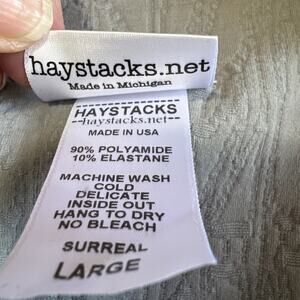 haystacks.net
Made in Michigan
HAYSTACKS
--haystacks.net--
MADE IN USA
90% POLYAMIDE
10% ELASTANE
MACHINE WASH
COLD
DELICATE
INSIDE OUT
HANG TO DRY
NO BLEACH
SURREAL
LARGE